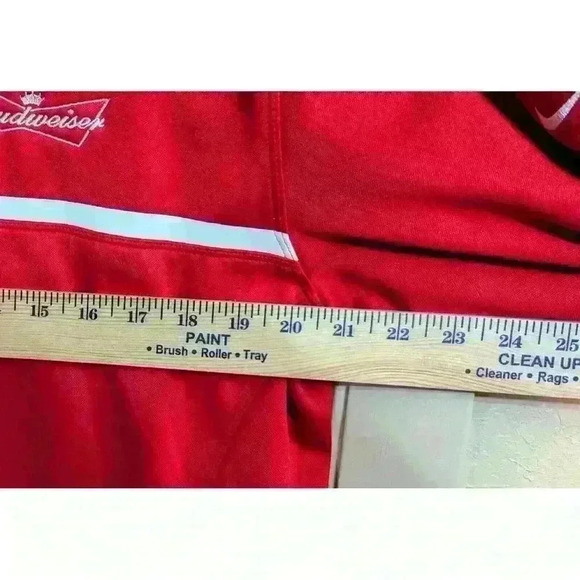 Budweiser
15 16 17 18 19 20 21 22 23 24 25
PAINT
• Brush • Roller • Tray
CLEAN UP
• Cleaner • Rags •